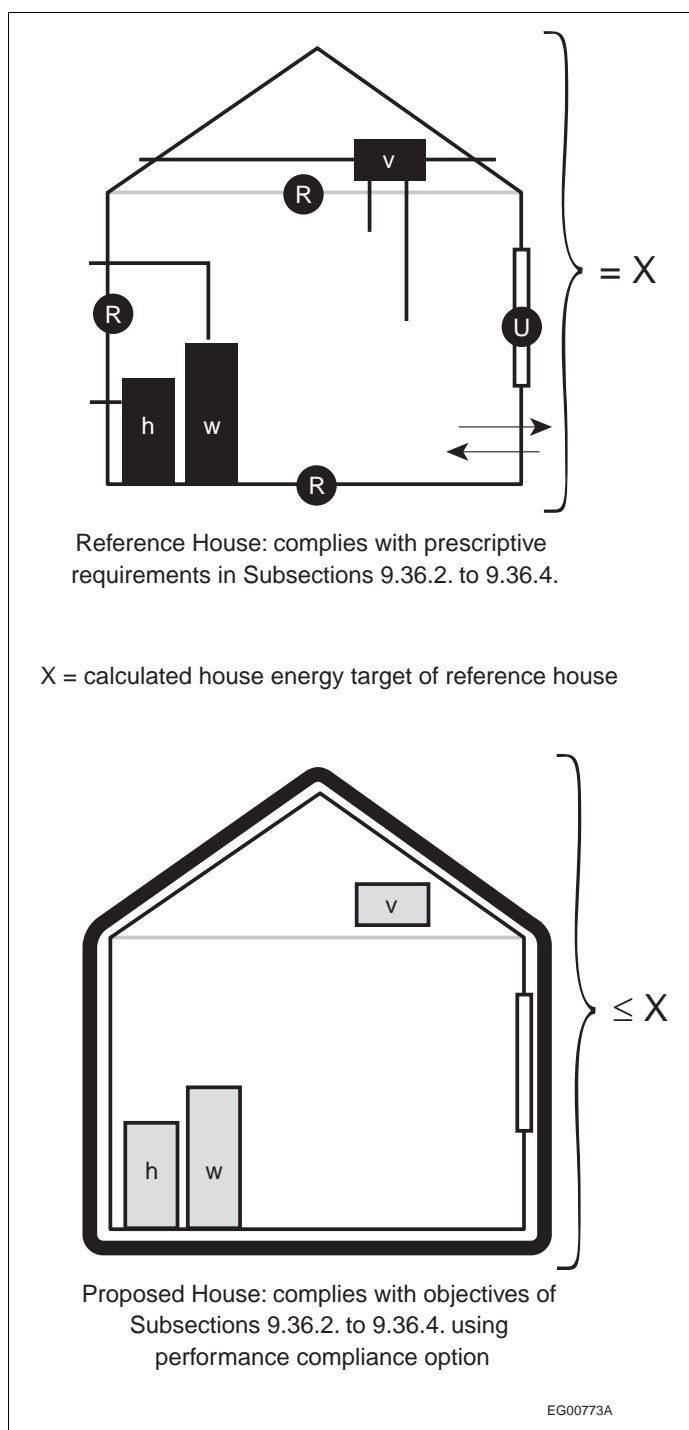 v
R
= X
R
U
h
w
R
Reference House: complies with prescriptive
requirements in Subsections 9.36.2. to 9.36.4.
X = calculated house energy target of reference house
v
≤ X
h
w
Proposed House: complies with objectives of
Subsections 9.36.2. to 9.36.4. using
performance compliance option
EG00773A